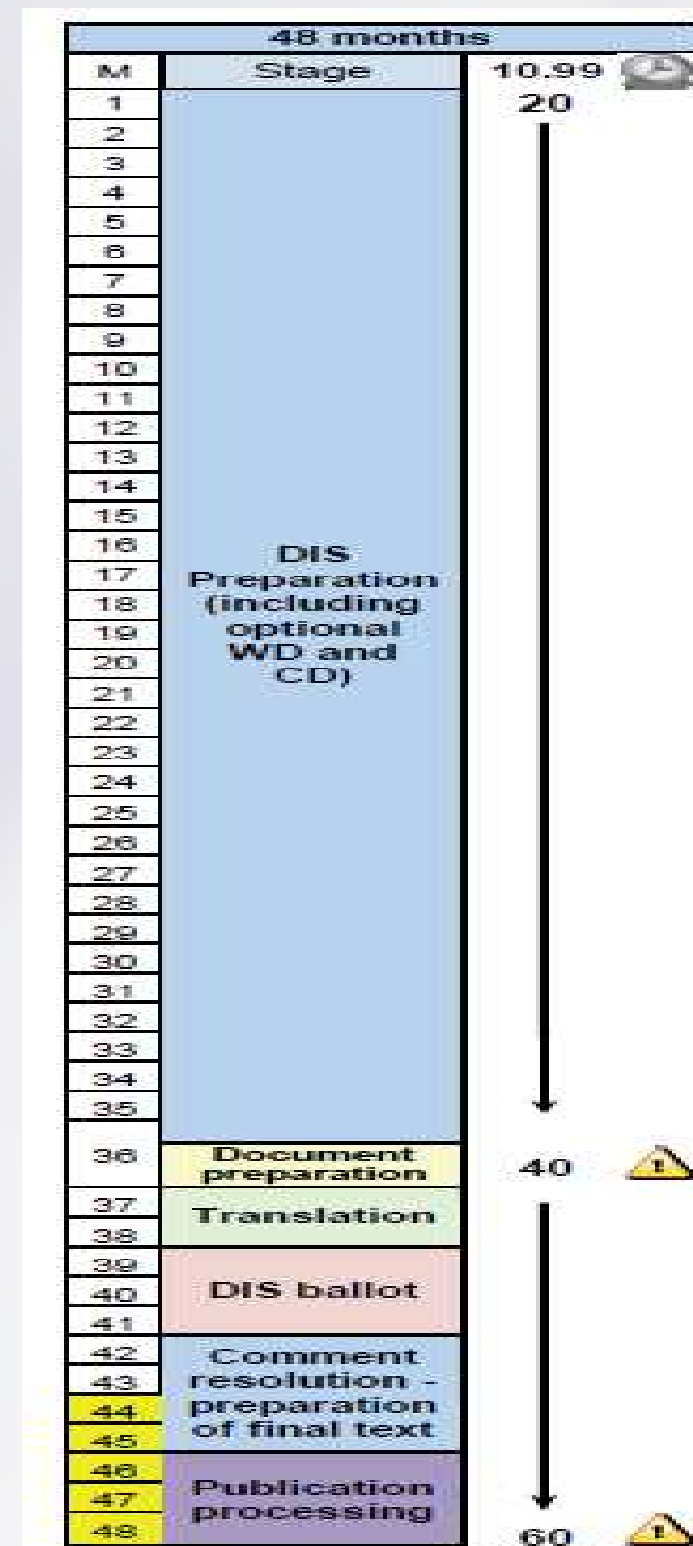 48 months
M Stage 10.99
1 20
2
3
4
5
6
7
8
9
10
11
12
13
14
15
16
17
18
19
20
21
22
23
24
25
26
27
28
29
30
31
32
33
34
35
DIS
Preparation
(including
optional
WD and
CD)
36 Document
preparation 40
37
38
Translation
39
40
41
DIS ballot
42
43
44
45
Comment
resolution -
preparation
of final text
46
47
48
Publication
processing
60